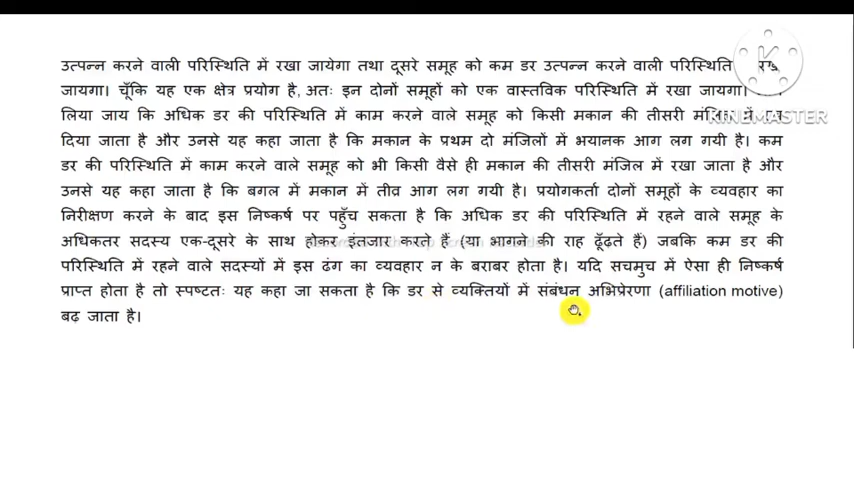 उत्पन्न करने वाली परिस्थिति में रखा जायेगा तथा दूसरे समूह को कम डर उत्पन्न करने वाली परिस्थिति रखा
जायगा। चूँकि यह एक क्षेत्र प्रयोग है, अतः इन दोनों समूहों को एक वास्तविक परिस्थिति में रखा जायगा।
लिया जाय कि अधिक डर की परिस्थिति में काम करने वाले समूह को किसी मकान की तीसरी मंजिल में
KINEMASTER
दिया जाता है और उनसे यह कहा जाता है कि मकान के प्रथम दो मंजिलों में भयानक आग लग गयी है। कम
डर की परिस्थिति में काम करने वाले समूह को भी किसी वैसे ही मकान की तीसरी मंजिल में रखा जाता है और
उनसे यह कहा जाता है कि बगल में मकान में तीव्र आग लग गयी है। प्रयोगकर्ता दोनों समूहों के व्यवहार का
निरीक्षण करने के बाद इस निष्कर्ष पर पहुँच सकता है कि अधिक डर की परिस्थिति में रहने वाले समूह के
अधिकतर सदस्य एक-दूसरे के साथ होकर इंतजार करते हैं (या भागने की राह ढूँढ़ते हैं) जबकि कम डर की
परिस्थिति में रहने वाले सदस्यों में इस ढंग का व्यवहार न के बराबर होता है। यदि सचमुच में ऐसा ही निष्कर्ष
प्राप्त होता है तो स्पष्टतः यह कहा जा सकता है कि डर से व्यक्तियों में संबंधन अभिप्रेरणा (affiliation motive)
बढ़ जाता है।